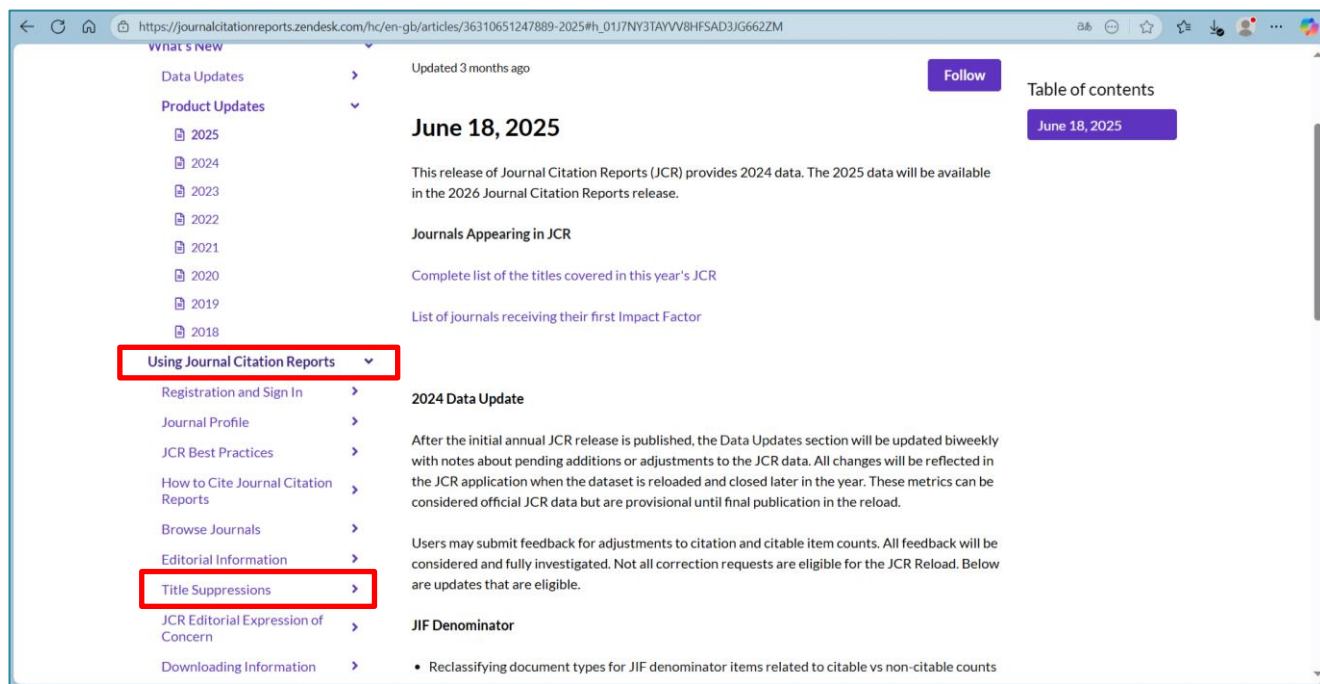 https://journalcitationreports.zendesk.com/hc/en-gb/articles/36310651247889-2025#h_01J7NY3TAYVV8HFSAD3JG662ZM
What's New
Data Updates
Product Updates
2025
2024
2023
2022
2021
2020
2019
2018
Using Journal Citation Reports
Registration and Sign In
Journal Profile
JCR Best Practices
How to Cite Journal Citation
Reports
Browse Journals
Editorial Information
Title Suppressions
JCR Editorial Expression of
Concern
Downloading Information
Updated 3 months ago
Follow
June 18, 2025
This release of Journal Citation Reports (JCR) provides 2024 data. The 2025 data will be available
in the 2026 Journal Citation Reports release.
Journals Appearing in JCR
Complete list of the titles covered in this year's JCR
List of journals receiving their first Impact Factor
2024 Data Update
After the initial annual JCR release is published, the Data Updates section will be updated biweekly
with notes about pending additions or adjustments to the JCR data. All changes will be reflected in
the JCR application when the dataset is reloaded and closed later in the year. These metrics can be
considered official JCR data but are provisional until final publication in the reload.
Users may submit feedback for adjustments to citation and citable item counts. All feedback will be
considered and fully investigated. Not all correction requests are eligible for the JCR Reload. Below
are updates that are eligible.
JIF Denominator
• Reclassifying document types for JIF denominator items related to citable vs non-citable counts
Table of contents
June 18, 2025